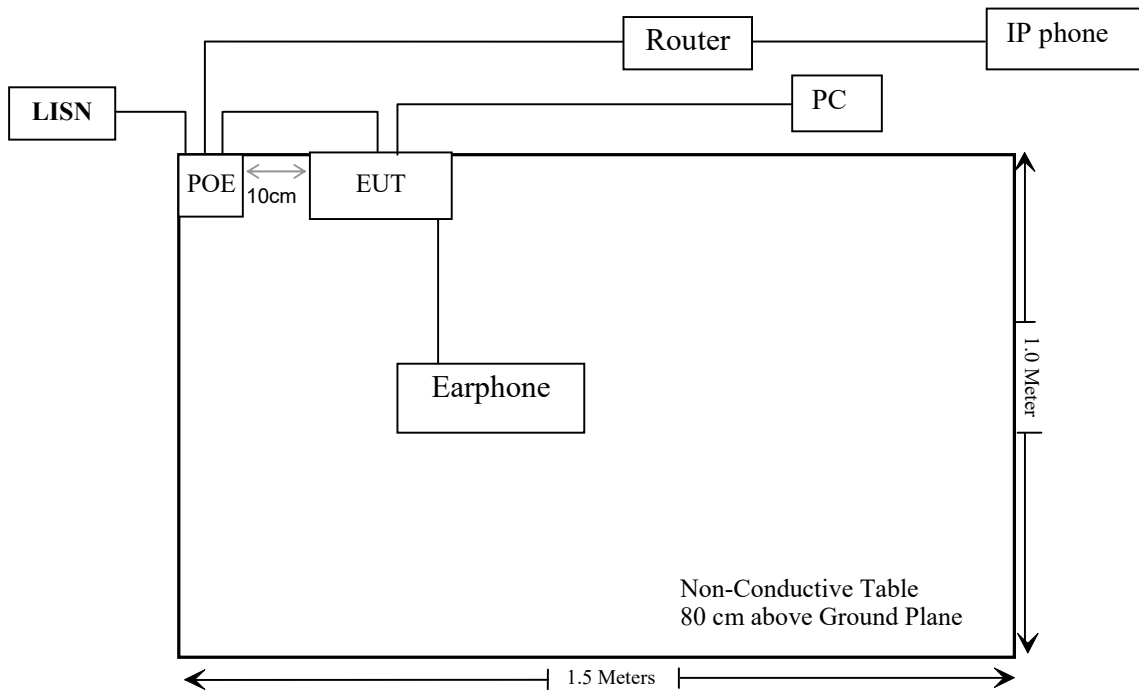 Router
IP phone
LISN
PC
POE
10cm
EUT
Earphone
1.0 Meter
Non-Conductive Table
80 cm above Ground Plane
1.5 Meters